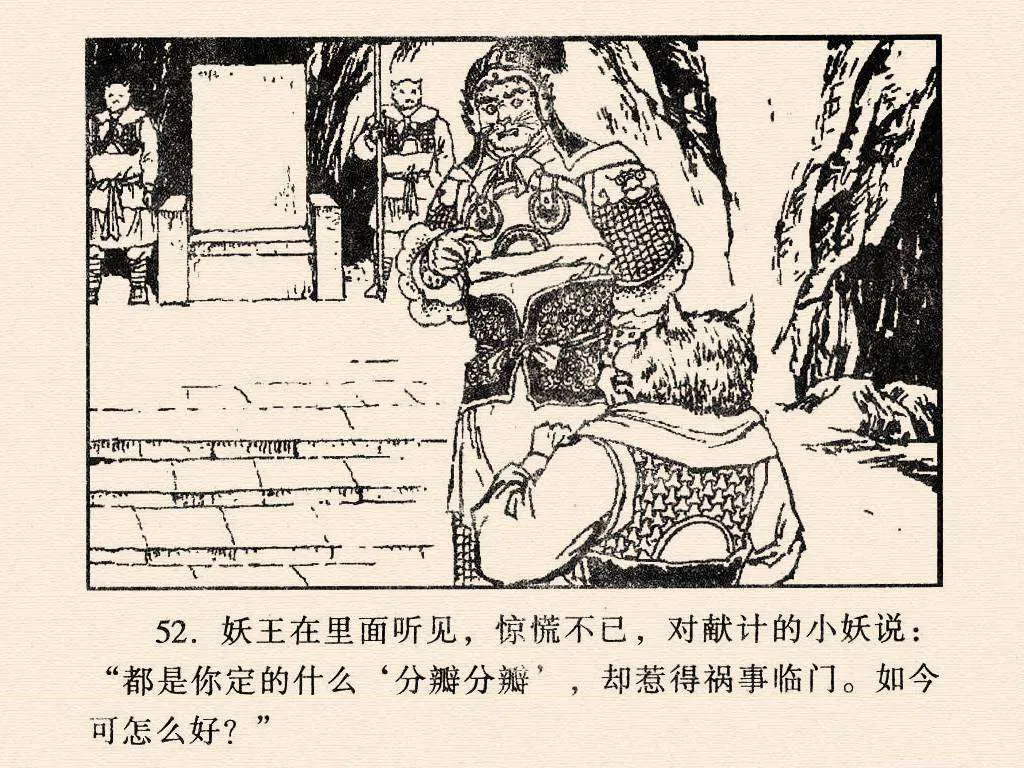 52. 妖王在里面听见，惊慌不已，对献计的小妖说：
“都是你定的什么‘分瓣分瓣’，却惹得祸事临门。如今
可怎么好？”